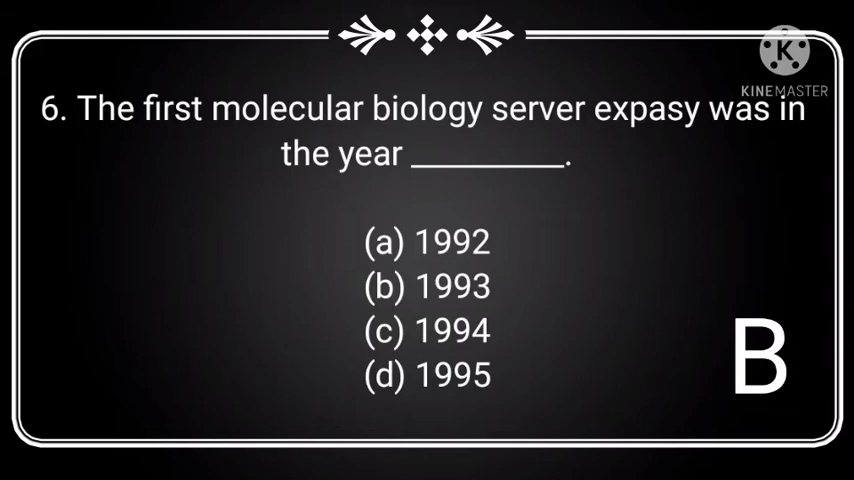 K
KINEMASTER
6. The first molecular biology server expasy was in
the year _________.
(a) 1992
(b) 1993
(c) 1994
(d) 1995
B